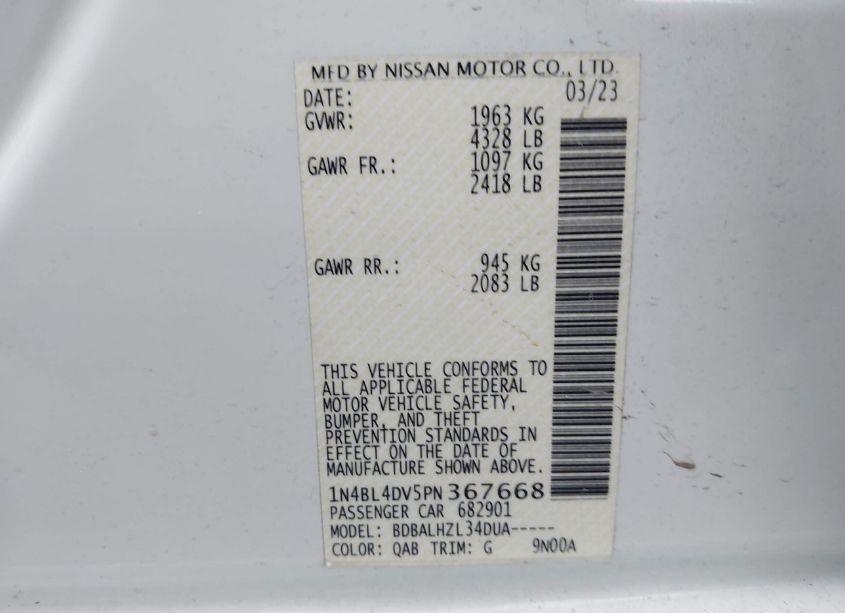 MFD BY NISSAN MOTOR CO., LTD.
DATE: 03/23
GVWR: 1963 KG
4328 LB
GAWR FR.: 1097 KG
2418 LB
GAWR RR.: 945 KG
2083 LB
THIS VEHICLE CONFORMS TO
ALL APPLICABLE FEDERAL
MOTOR VEHICLE SAFETY,
BUMPER, AND THEFT
PREVENTION STANDARDS IN
EFFECT ON THE DATE OF
MANUFACTURE SHOWN ABOVE.
1N4BL4DV5PN367668
PASSENGER CAR 682901
MODEL: BDBALHZL34DUA-----
COLOR: QAB TRIM: G 9N00A